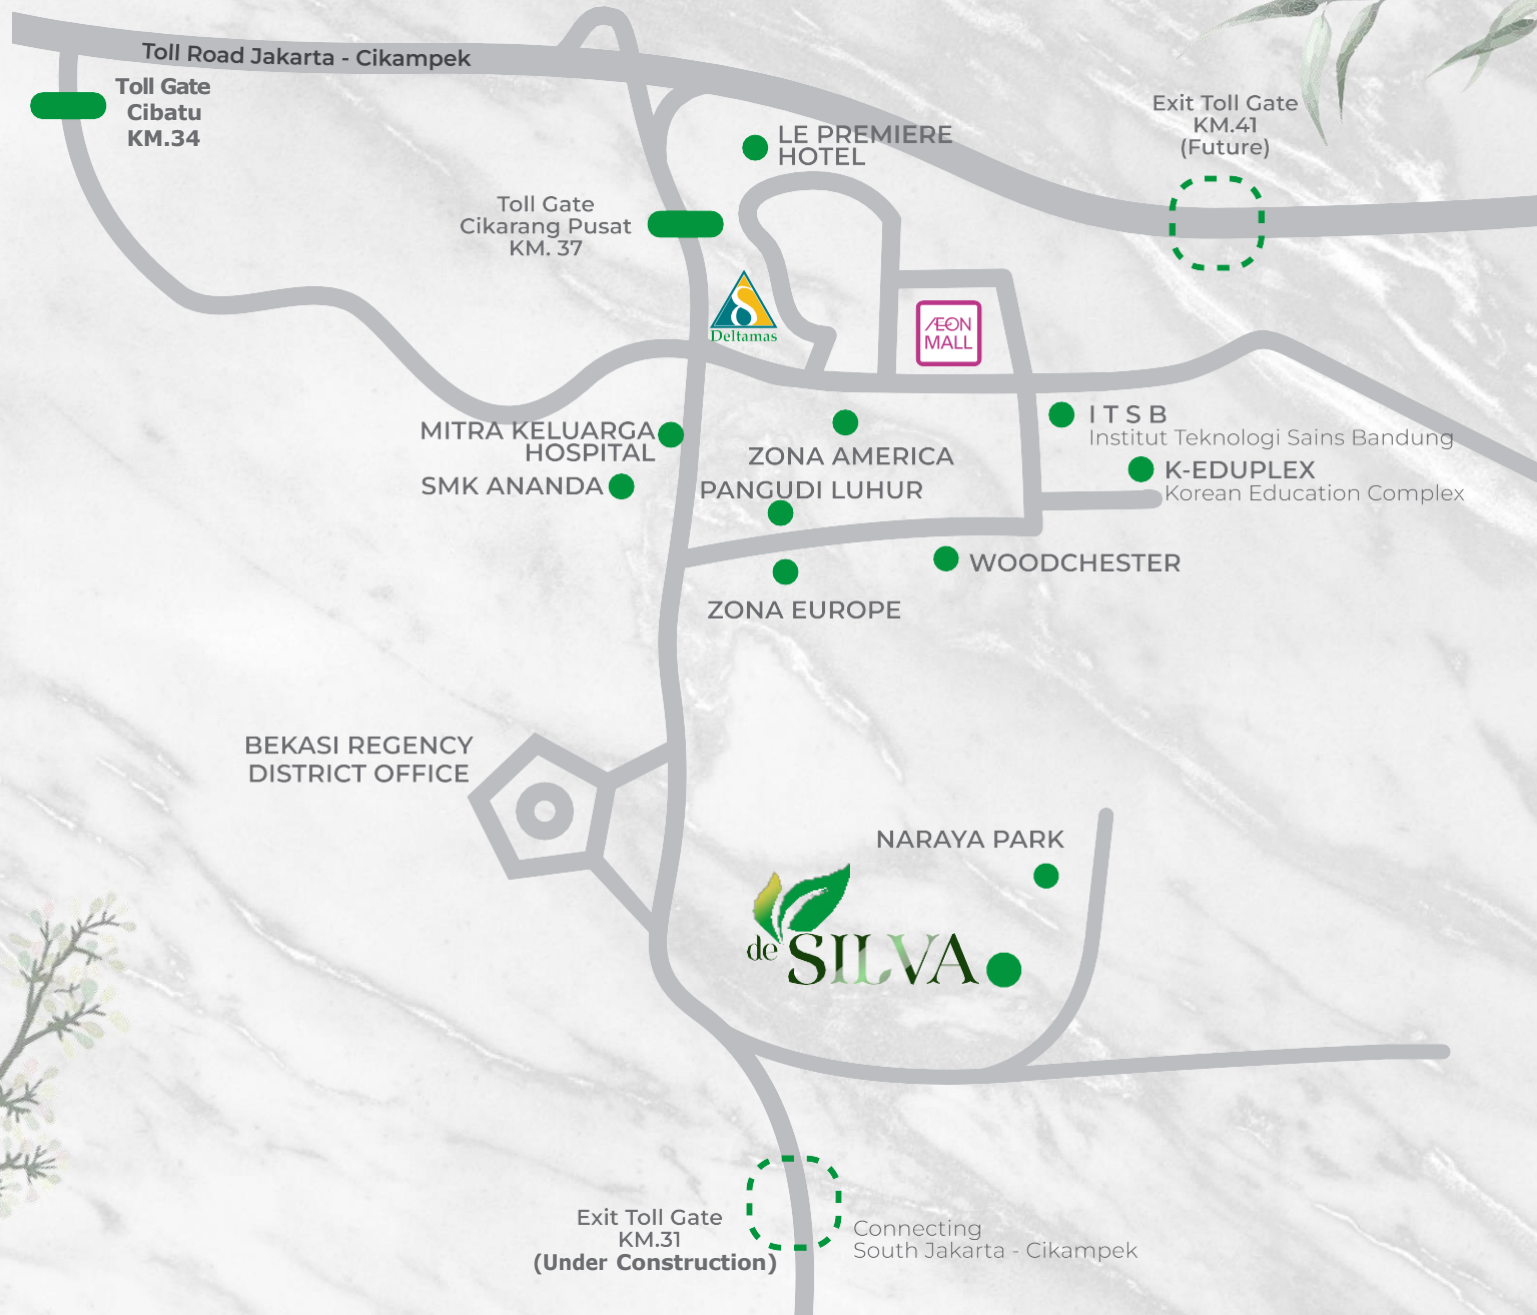 Toll Road Jakarta - Cikampek
Toll Gate
Cibatu
KM.34
Exit Toll Gate
KM.41
(Future)
LE PREMIERE
HOTEL
Toll Gate
Cikarang Pusat
KM. 37
Deltamas
ÆON
MALL
MITRA KELUARGA
HOSPITAL
SMK ANANDA
ZONA AMERICA
PANGUDI LUHUR
I T S B
Institut Teknologi Sains Bandung
K-EDUPLEX
Korean Education Complex
WOODCHESTER
ZONA EUROPE
BEKASI REGENCY
DISTRICT OFFICE
NARAYA PARK
de SILVA
Exit Toll Gate
KM.31
(Under Construction)
Connecting
South Jakarta - Cikampek